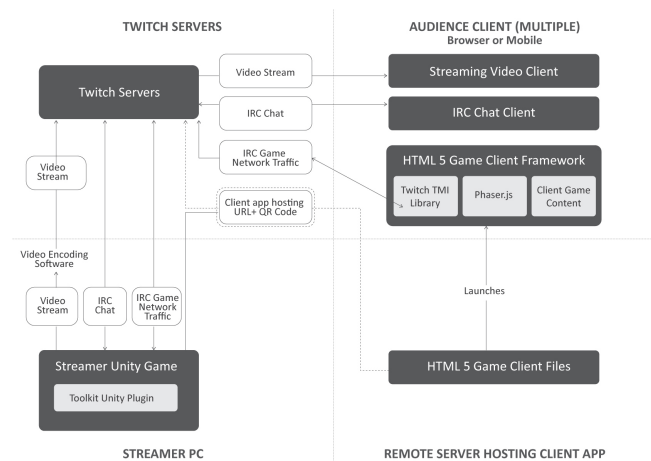 TWITCH SERVERS
AUDIENCE CLIENT (MULTIPLE)
Browser or Mobile
Twitch Servers
Video Stream
Streaming Video Client
IRC Chat
IRC Chat Client
IRC Game
Network Traffic
HTML 5 Game Client Framework
Twitch TMI
Library
Phaser.js
Client Game
Content
Video
Stream
Client app hosting
URL+ QR Code
Video Encoding
Software
Video
Stream
IRC
Chat
IRC Game
Network
Traffic
Launches
Streamer Unity Game
Toolkit Unity Plugin
HTML 5 Game Client Files
STREAMER PC
REMOTE SERVER HOSTING CLIENT APP